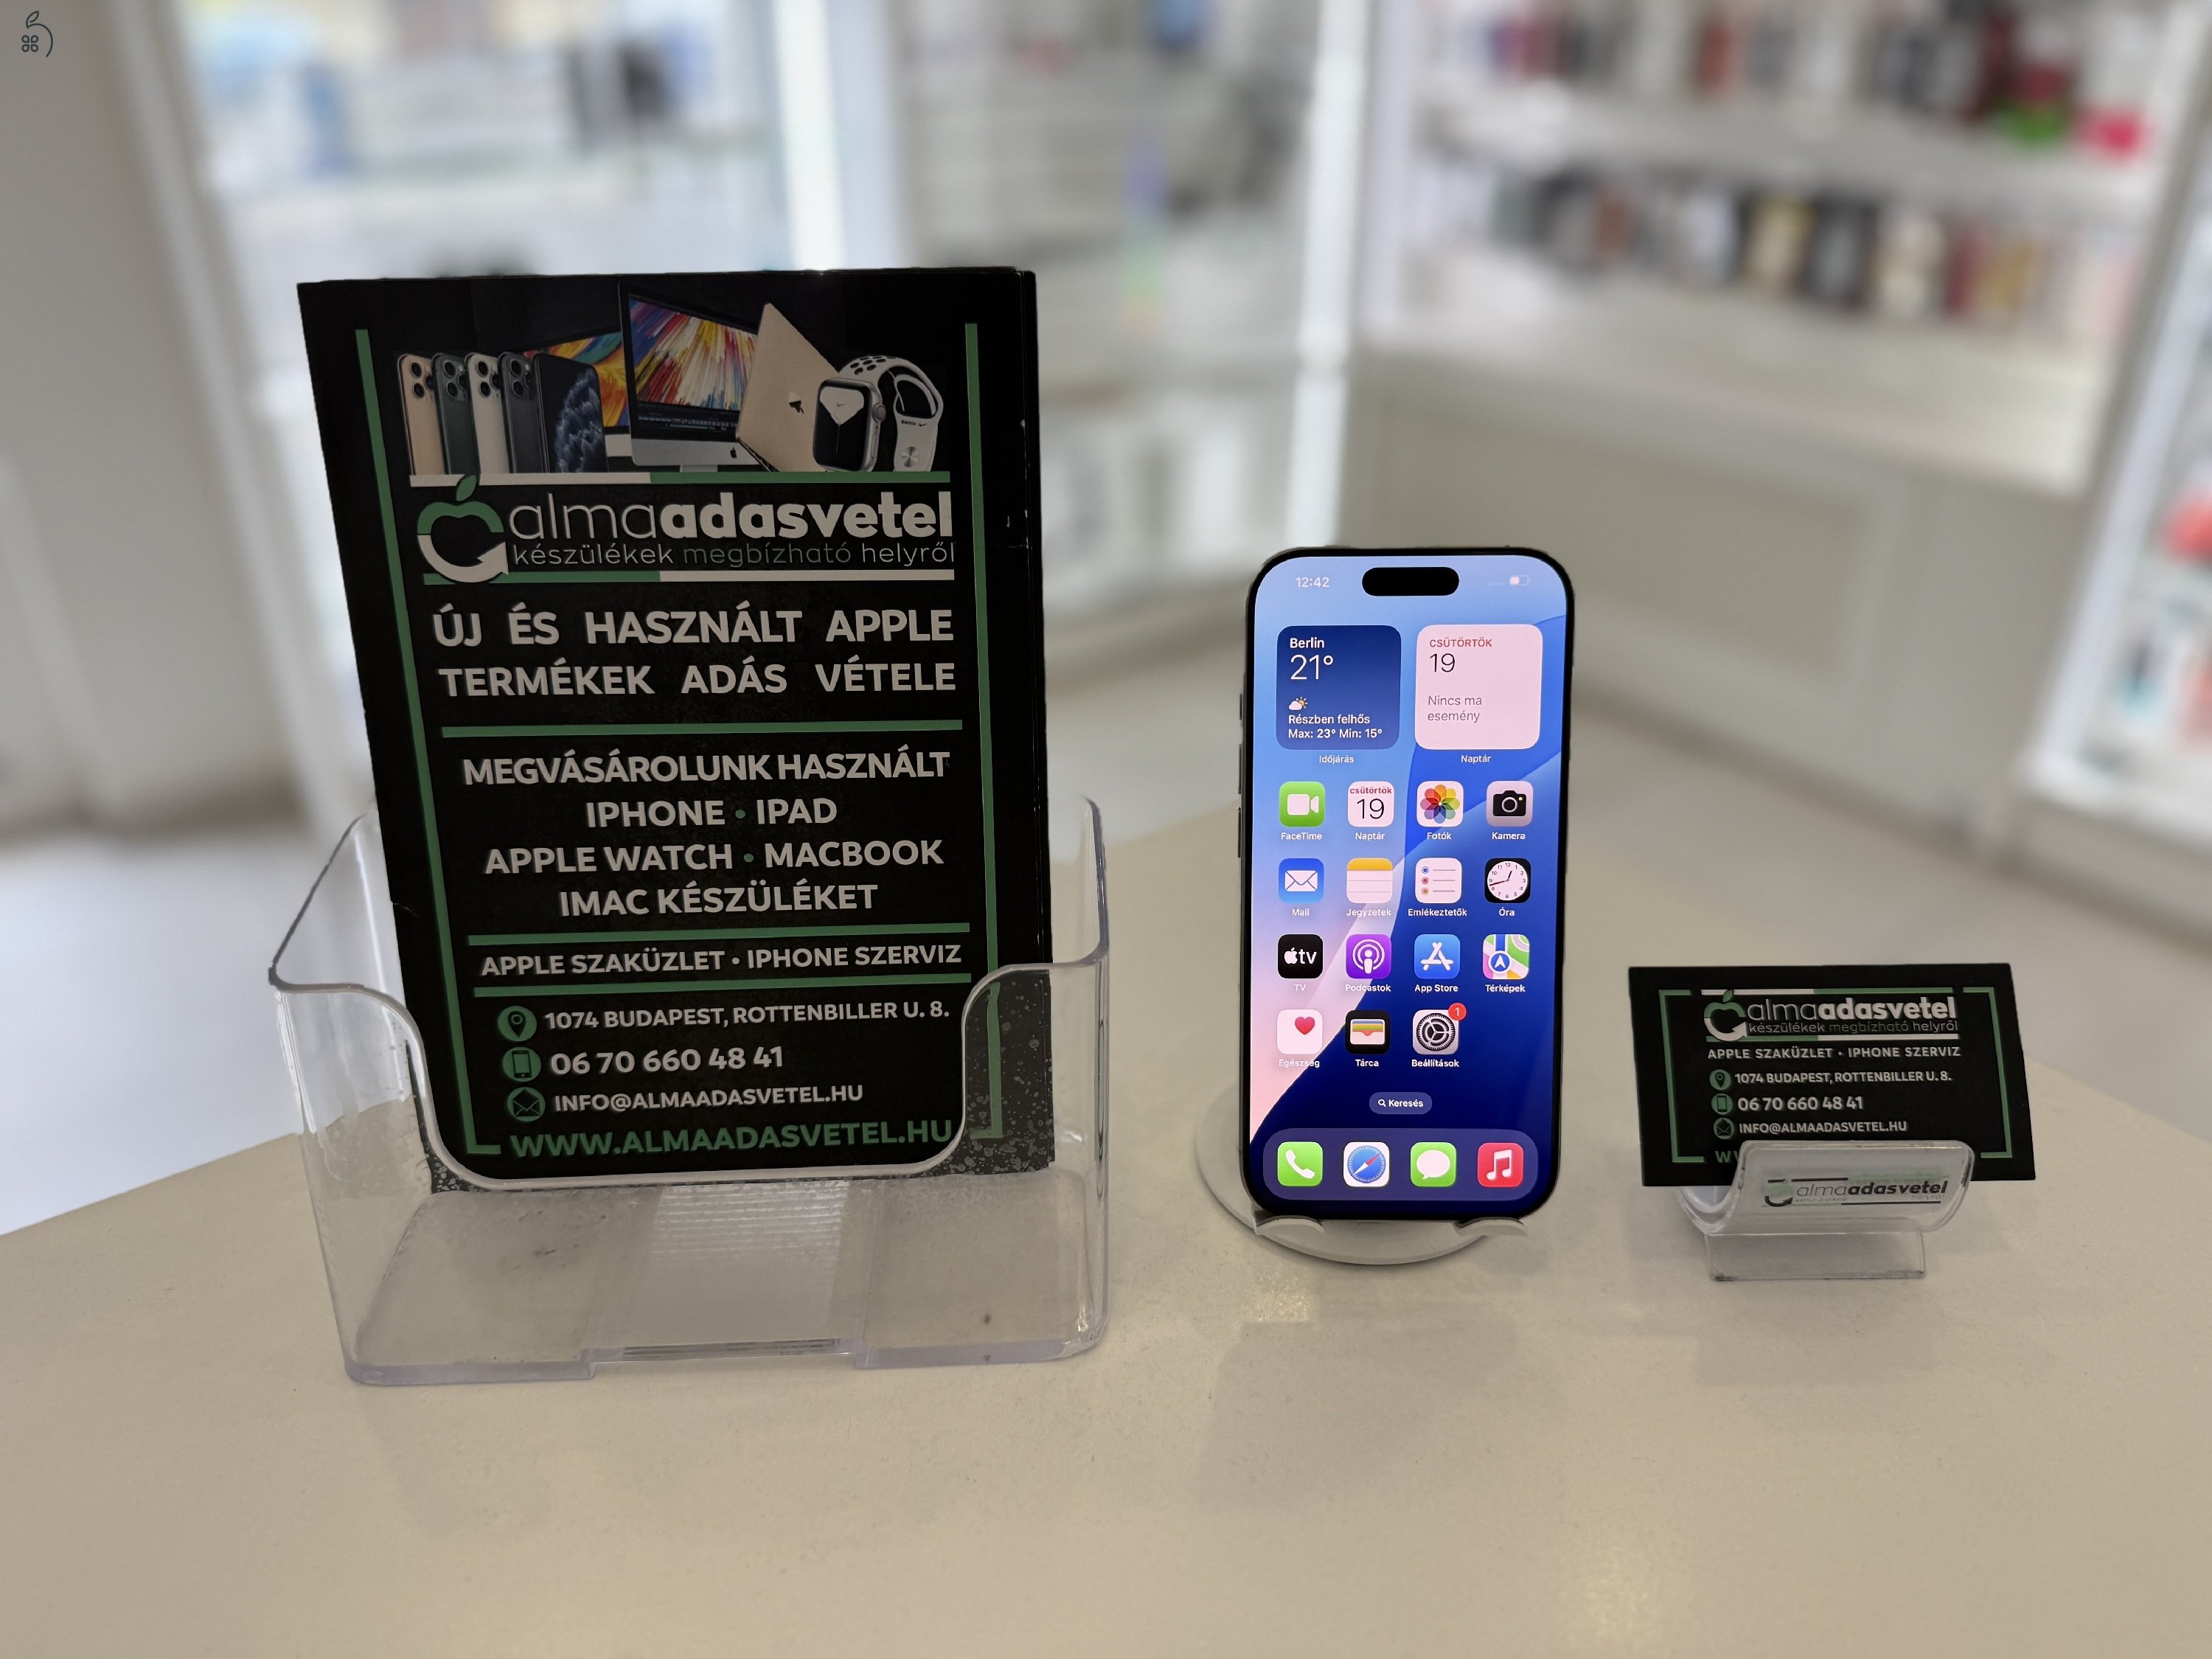 almaadasvetel
készülékek megbízható helyről
ÚJ ÉS HASZNÁLT APPLE
TERMÉKEK ADÁS VÉTELE
MEGVÁSÁROLUNK HASZNÁLT
IPHONE • IPAD
APPLE WATCH • MACBOOK
IMAC KÉSZÜLÉKET
APPLE SZAKÜZLET • IPHONE SZERVIZ
1074 BUDAPEST, ROTTENBILLER U. 8.
06 70 660 48 41
INFO@ALMAADASVETEL.HU
WWW.ALMAADASVETEL.HU
12:42
Berlin
21°
Részben felhős
Max: 23° Min: 15°
Időjárás
CSÜTÖRTÖK
19
Nincs ma
esemény
Naptár
csütörtök
19
FaceTime Naptár Fotók Kamera
Mail Jegyzetek Emlékeztetők Óra
tv
TV Podcastok App Store Térképek
1
Egészség Tárca Beállítások
Keresés
almaadasvetel
készülékek megbízható helyről
APPLE SZAKÜZLET • IPHONE SZERVIZ
1074 BUDAPEST, ROTTENBILLER U. 8.
06 70 660 48 41
INFO@ALMAADASVETEL.HU
almaadasvetel